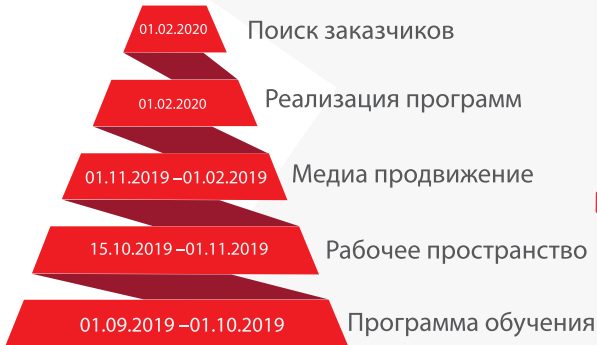 01.02.2020 Поиск заказчиков
01.02.2020 Реализация программ
01.11.2019 –01.02.2019 Медиа продвижение
15.10.2019 –01.11.2019 Рабочее пространство
01.09.2019 –01.10.2019 Программа обучения